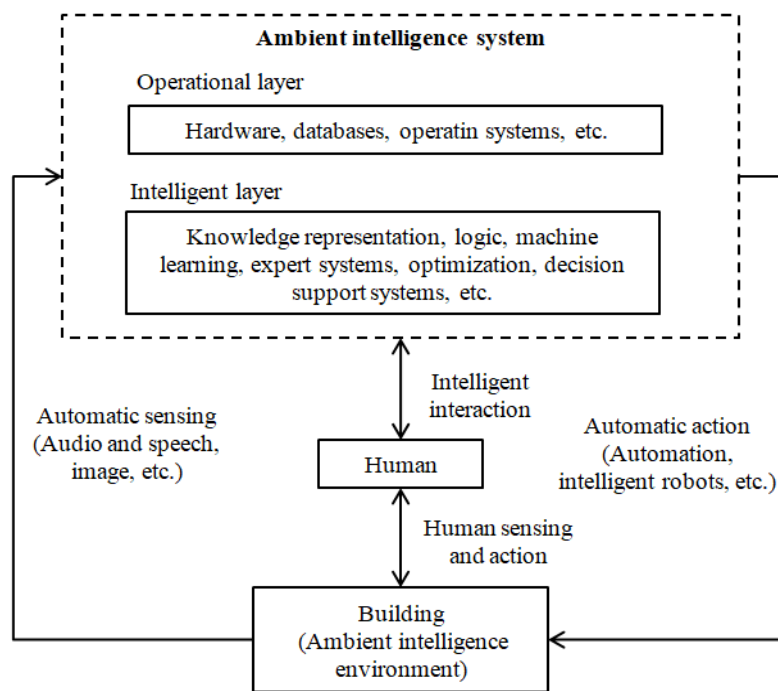 Ambient intelligence system
Operational layer
Hardware, databases, operatin systems, etc.
Intelligent layer
Knowledge representation, logic, machine
learning, expert systems, optimization, decision
support systems, etc.
Intelligent
interaction
Automatic sensing
(Audio and speech,
image, etc.)
Automatic action
(Automation,
intelligent robots, etc.)
Human
Human sensing
and action
Building
(Ambient intelligence
environment)